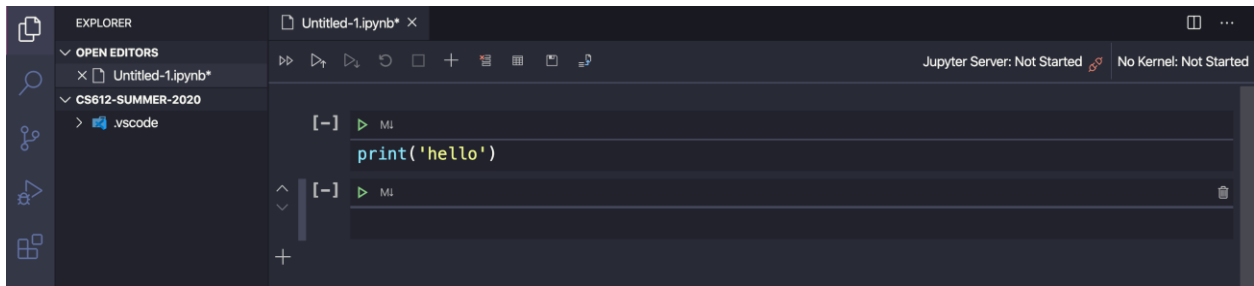 EXPLORER
OPEN EDITORS
Untitled-1.ipynb*
CS612-SUMMER-2020
.vscode
Untitled-1.ipynb*
Jupyter Server: Not Started
No Kernel: Not Started
[-] M↓
print('hello')
[-] M↓